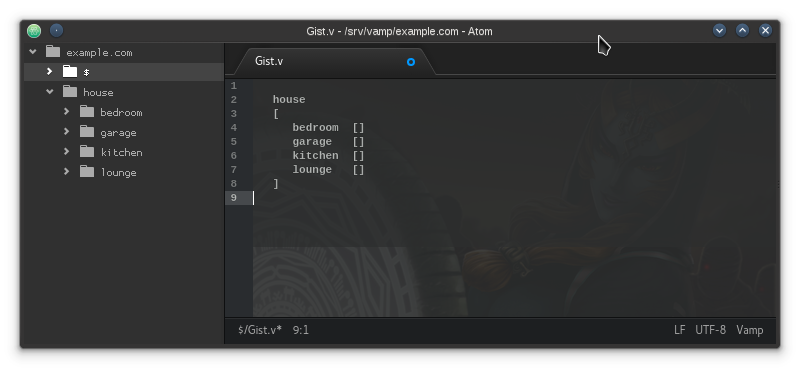 Gist.v - /srv/vamp/example.com - Atom
example.com
$
house
bedroom
garage
kitchen
lounge
Gist.v
1
2 house
3 [
4 bedroom []
5 garage []
6 kitchen []
7 lounge []
8 ]
9
$/Gist.v* 9:1 LF UTF-8 Vamp